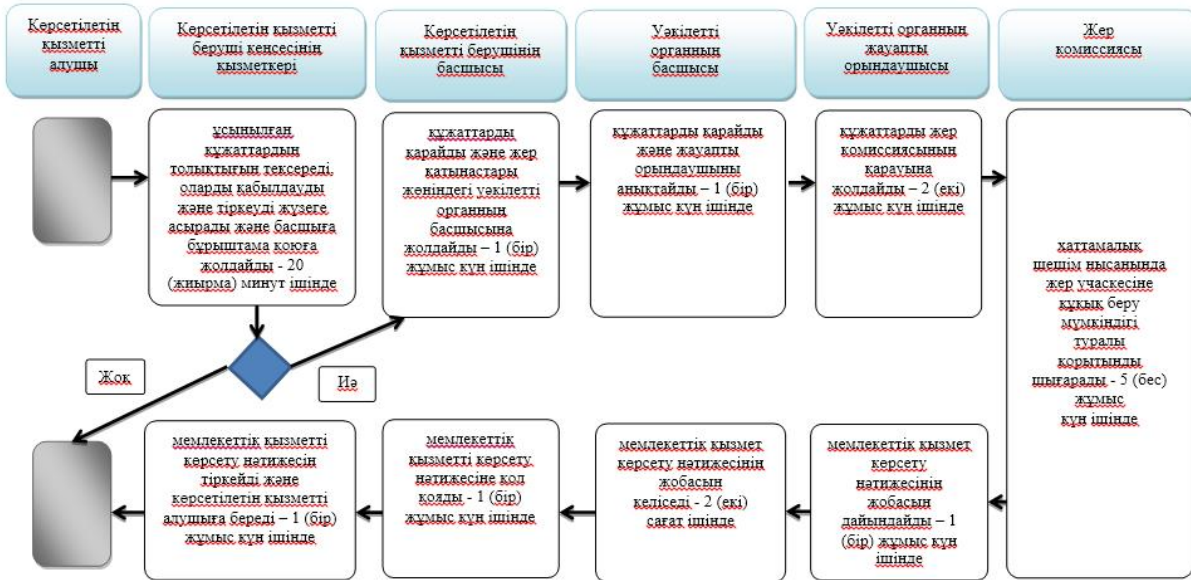 Көрсетілетін
қызметті
алушы
Көрсетілетін қызметті
беруші кеңсесінің
қызметкері
Көрсетілетін
қызметті берушінің
басшысы
Уәкілетті
органның
басшысы
Уәкілетті органның
жауапты
орындаушысы
Жер
комиссиясы
ұсынылған
құжаттардың
толықтығын тексереді,
оларды қабылдауды
және тіркеуді жүзеге
асырады және басшыға
бұрыштама қоюға
жолдайды - 20
(жиырма) минут ішінде
құжаттарды
қарайды және жер
қатынастары
жөніндегі уәкілетті
органның
басшысына
жолдайды – 1 (бір)
жұмыс күн ішінде
құжаттарды қарайды
және жауапты
орындаушыны
анықтайды – 1 (бір)
жұмыс күн ішінде
құжаттарды жер
комиссиясының
қарауына
жолдайды – 2 (екі)
жұмыс күн ішінде
хаттамалық
шешім нысанында
жер учаскесіне
құқық беру
мүмкіндігі
туралы
қорытынды
шығарады - 5 (бес)
жұмыс
күн ішінде
Жоқ
Иә
мемлекеттік қызметті
көрсету нәтижесін
тіркейді және
көрсетілетін қызметті
алушыға береді – 1 (бір)
жұмыс күн ішінде
мемлекеттік
қызметті көрсету
нәтижесіне қол
қояды - 1 (бір)
жұмыс күн ішінде
мемлекеттік қызмет
көрсету нәтижесінің
жобасын
келіседі - 2 (екі)
сағат ішінде
мемлекеттік қызмет
көрсету
нәтижесінің
жобасын
дайындайды – 1
(бір) жұмыс күн
ішінде